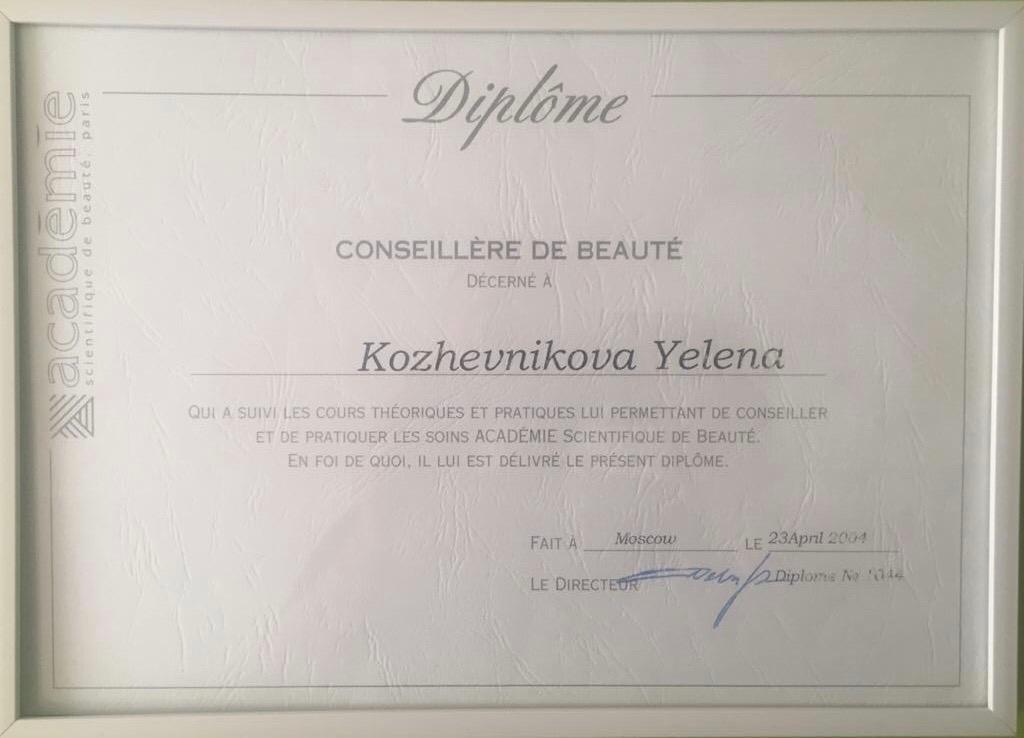 Diplôme
académie
scientifique de beauté, paris
CONSEILLÈRE DE BEAUTÉ
DÉCERNÉ À
Kozhevnikova Yelena
QUI A SUIVI LES COURS THÉORIQUES ET PRATIQUES LUI PERMETTANT DE CONSEILLER
ET DE PRATIQUER LES SOINS ACADÉMIE SCIENTIFIQUE DE BEAUTÉ.
EN FOI DE QUOI, IL LUI EST DÉLIVRÉ LE PRÉSENT DIPLÔME.
FAIT À Moscow LE 23April 2004
LE DIRECTEUR Diploma №